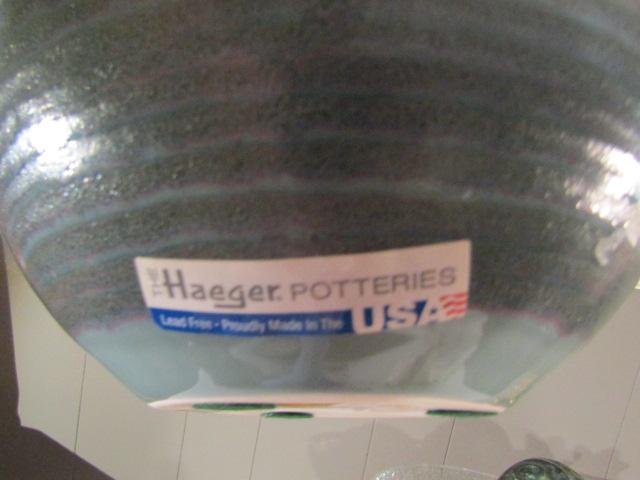 THE Haeger POTTERIES
Lead Free • Proudly Made In The USA